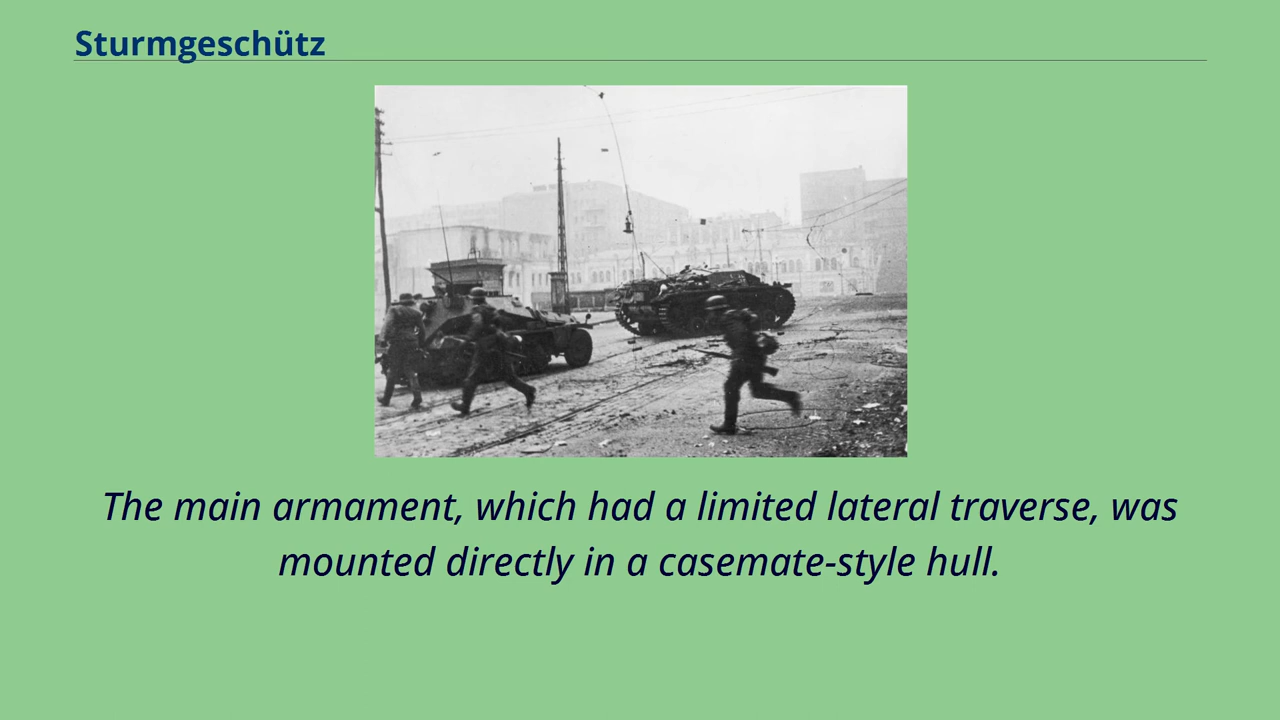 Sturmgeschütz
The main armament, which had a limited lateral traverse, was
mounted directly in a casemate-style hull.